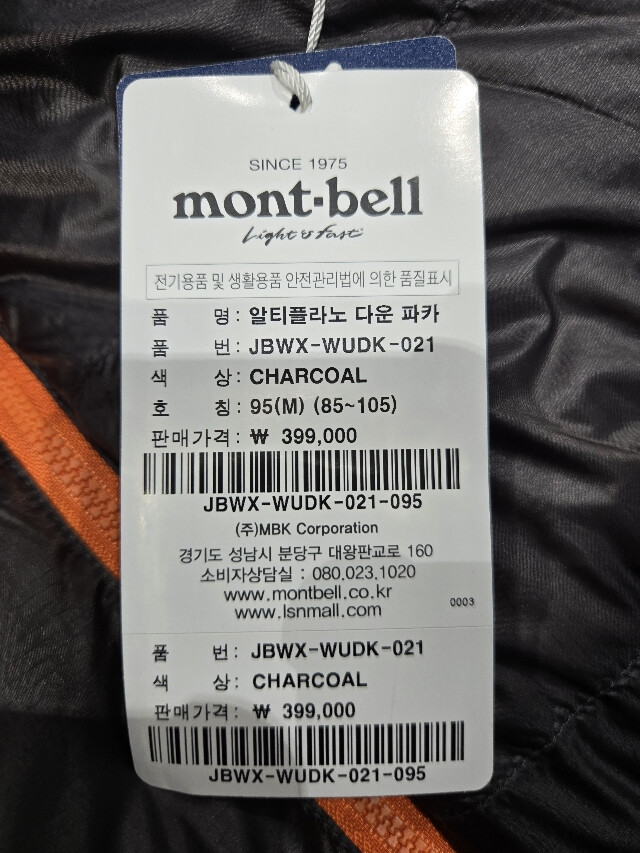 SINCE 1975
mont-bell
Light & Fast
전기용품 및 생활용품 안전관리법에 의한 품질표시
품 명: 알티플라노 다운 파카
품 번: JBWX-WUDK-021
색 상: CHARCOAL
호 칭: 95(M) (85~105)
판매가격: ₩ 399,000
JBWX-WUDK-021-095
(주)MBK Corporation
경기도 성남시 분당구 대왕판교로 160
소비자상담실 : 080.023.1020
www.montbell.co.kr
www.lsnmall.com
0003
품 번: JBWX-WUDK-021
색 상: CHARCOAL
판매가격: ₩ 399,000
JBWX-WUDK-021-095